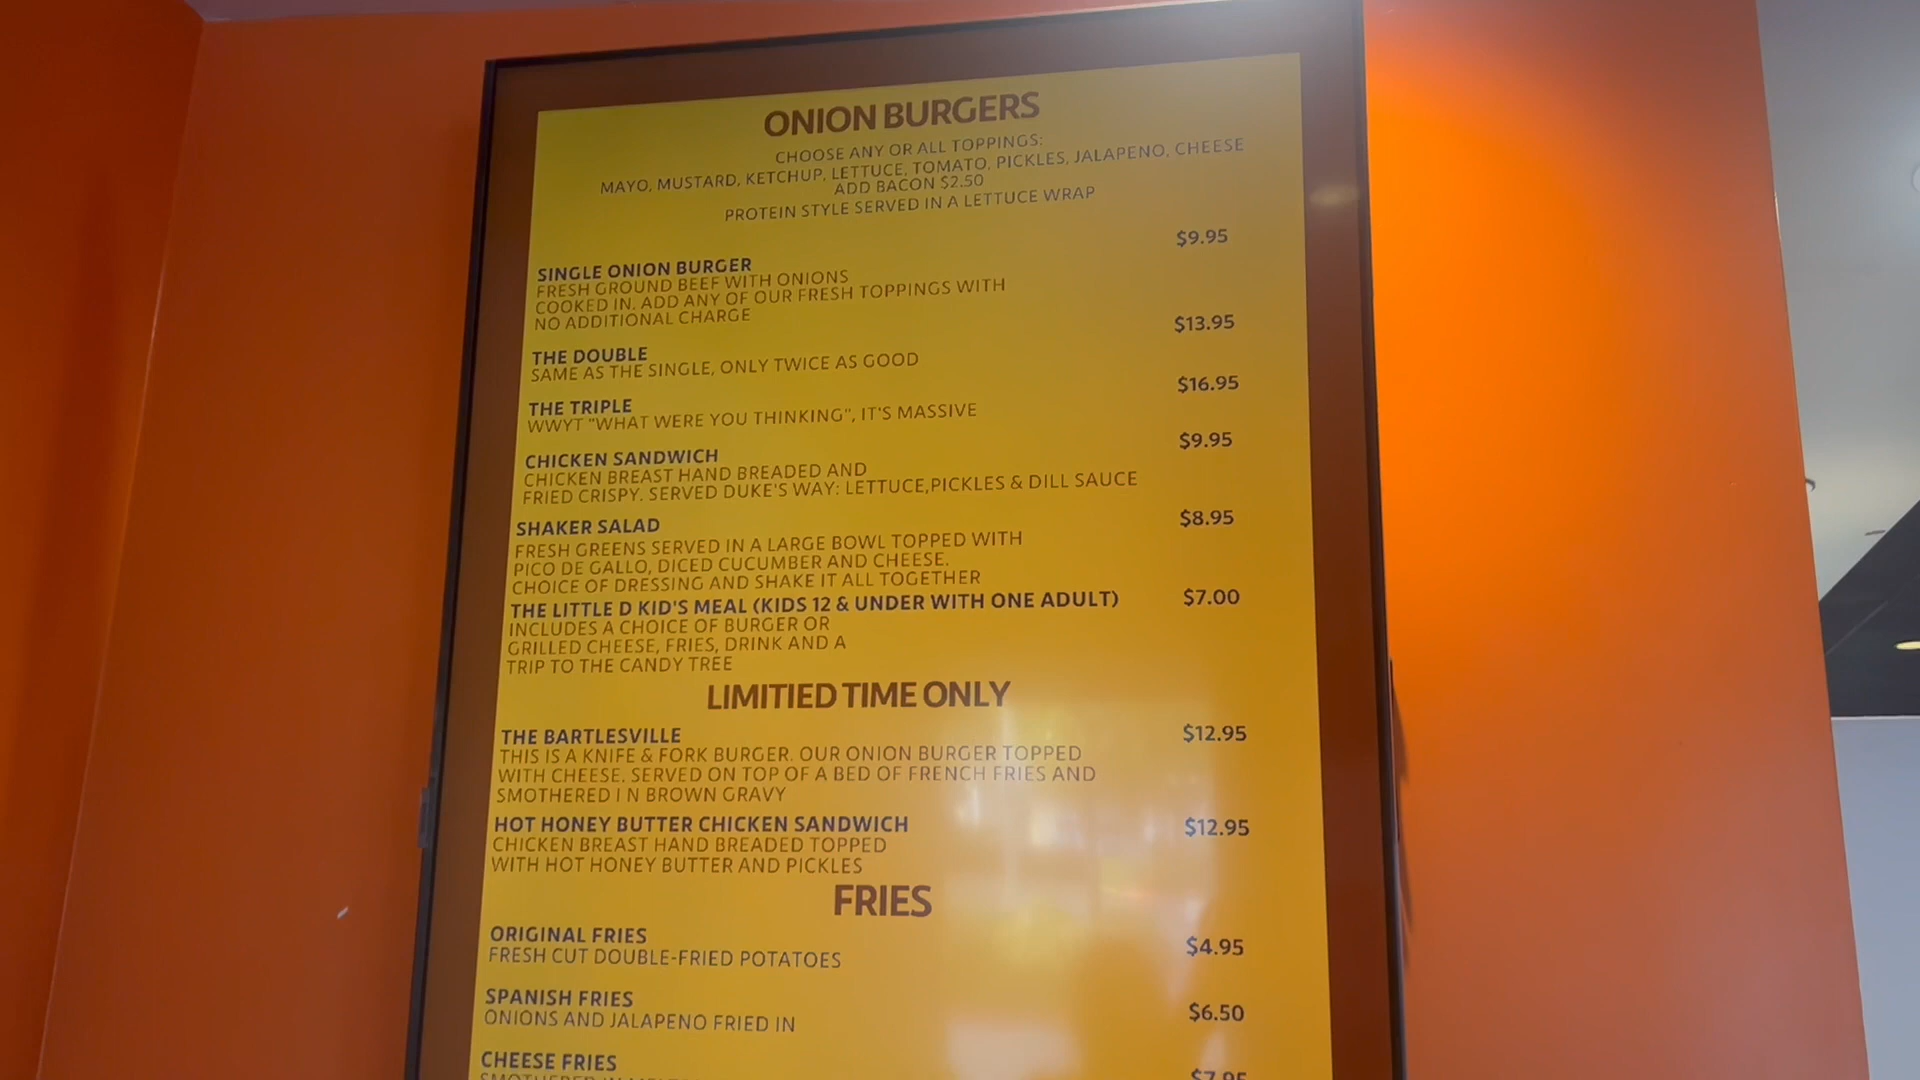 ONION BURGERS
CHOOSE ANY OR ALL TOPPINGS:
MAYO, MUSTARD, KETCHUP, LETTUCE, TOMATO, PICKLES, JALAPENO, CHEESE
ADD BACON $2.50
PROTEIN STYLE SERVED IN A LETTUCE WRAP
$9.95
SINGLE ONION BURGER
FRESH GROUND BEEF WITH ONIONS
COOKED IN. ADD ANY OF OUR FRESH TOPPINGS WITH
NO ADDITIONAL CHARGE
$13.95
THE DOUBLE
SAME AS THE SINGLE, ONLY TWICE AS GOOD
$16.95
THE TRIPLE
WWYT "WHAT WERE YOU THINKING", IT'S MASSIVE
$9.95
CHICKEN SANDWICH
CHICKEN BREAST HAND BREADED AND
FRIED CRISPY. SERVED DUKE'S WAY: LETTUCE,PICKLES & DILL SAUCE
SHAKER SALAD $8.95
FRESH GREENS SERVED IN A LARGE BOWL TOPPED WITH
PICO DE GALLO, DICED CUCUMBER AND CHEESE.
CHOICE OF DRESSING AND SHAKE IT ALL TOGETHER
THE LITTLE D KID'S MEAL (KIDS 12 & UNDER WITH ONE ADULT) $7.00
INCLUDES A CHOICE OF BURGER OR
GRILLED CHEESE, FRIES, DRINK AND A
TRIP TO THE CANDY TREE
LIMITIED TIME ONLY
THE BARTLESVILLE $12.95
THIS IS A KNIFE & FORK BURGER. OUR ONION BURGER TOPPED
WITH CHEESE. SERVED ON TOP OF A BED OF FRENCH FRIES AND
SMOTHERED I N BROWN GRAVY
HOT HONEY BUTTER CHICKEN SANDWICH $12.95
CHICKEN BREAST HAND BREADED TOPPED
WITH HOT HONEY BUTTER AND PICKLES
FRIES
ORIGINAL FRIES $4.95
FRESH CUT DOUBLE-FRIED POTATOES
SPANISH FRIES $6.50
ONIONS AND JALAPENO FRIED IN
CHEESE FRIES $7.95